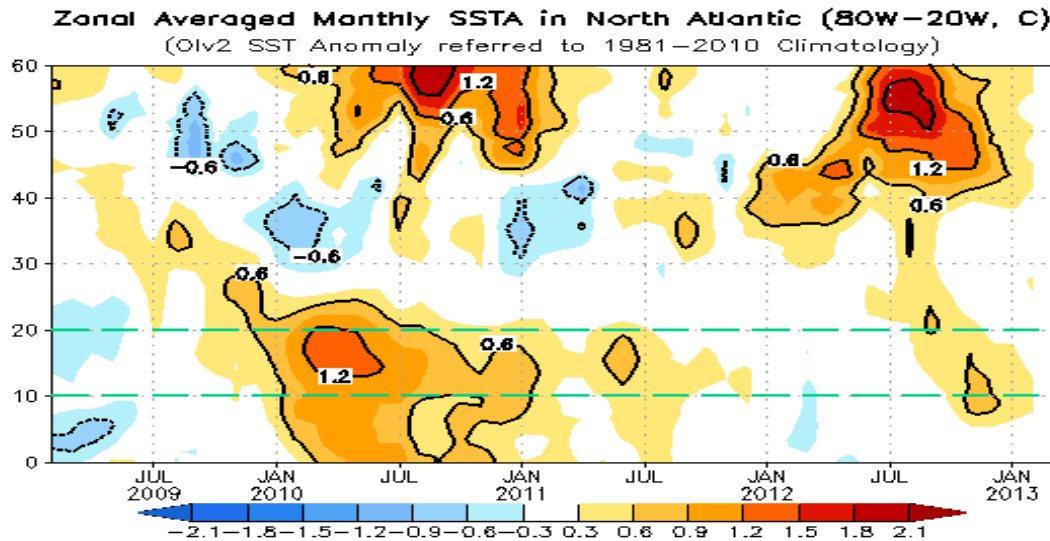 Zonal Averaged Monthly SSTA in North Atlantic (80W-20W, C)
(OIv2 SST Anomaly referred to 1981-2010 Climatology)
60
50
40
30
20
10
0
0.6
1.2
0.6
-0.6
-0.6
0.6
1.2
0.6
0.6
1.2
0.6
JUL
2009
JAN
2010
JUL
JAN
2011
JUL
JAN
2012
JUL
JAN
2013
-2.1 -1.8 -1.5 -1.2 -0.9 -0.6 -0.3 0.3 0.6 0.9 1.2 1.5 1.8 2.1